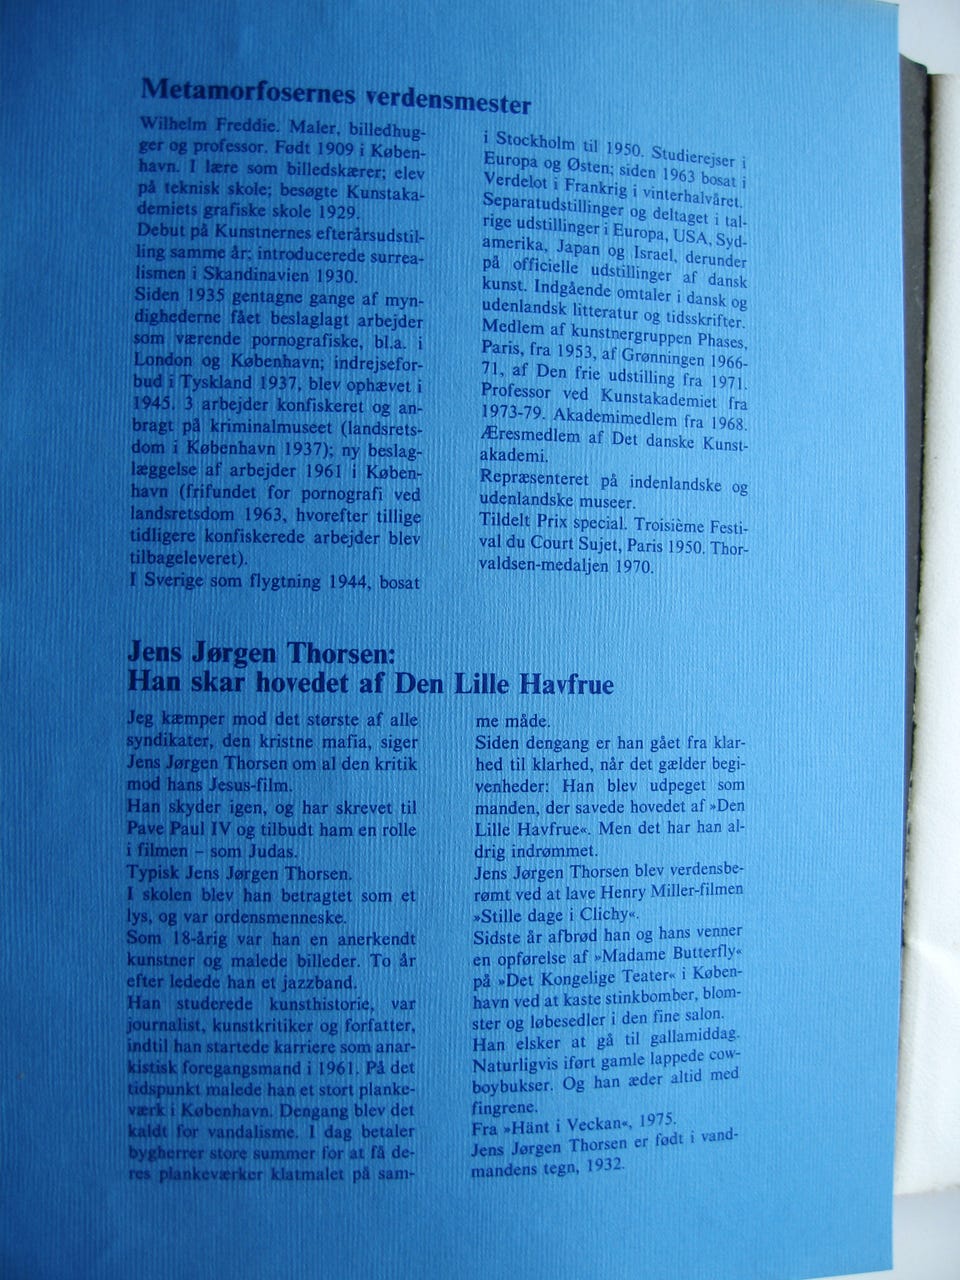 Metamorfosernes verdensmester
Wilhelm Freddie. Maler, billedhug-
ger og professor. Født 1909 i Køben-
havn. I lære som billedskærer; elev
på teknisk skole; besøgte Kunstaka-
demiets grafiske skole 1929.
Debut på Kunstnernes efterårsudstil-
ling samme år; introducerede surrea-
lismen i Skandinavien 1930.
Siden 1935 gentagne gange af myn-
dighederne fået beslaglagt arbejder
som værende pornografiske, bl.a. i
London og København; indrejsefor-
bud i Tyskland 1937, blev ophævet i
1945. 3 arbejder konfiskeret og an-
bragt på kriminalmuseet (landsrets-
dom i København 1937); ny beslag-
læggelse af arbejder 1961 i Køben-
havn (frifundet for pornografi ved
landsretsdom 1963, hvorefter tillige
tidligere konfiskerede arbejder blev
tilbageleveret).
I Sverige som flygtning 1944, bosat
i Stockholm til 1950. Studierejser i
Europa og Østen; siden 1963 bosat i
Verdelot i Frankrig i vinterhalvåret.
Separatudstillinger og deltaget i tal-
rige udstillinger i Europa, USA, Syd-
amerika, Japan og Israel, derunder
på officielle udstillinger af dansk
kunst. Indgående omtaler i dansk og
udenlandsk litteratur og tidsskrifter.
Medlem af kunstnergruppen Phases,
Paris, fra 1953, af Grønningen 1966-
71, af Den frie udstilling fra 1971.
Professor ved Kunstakademiet fra
1973-79. Akademimedlem fra 1968.
Æresmedlem af Det danske Kunst-
akademi.
Repræsenteret på indenlandske og
udenlandske museer.
Tildelt Prix special. Troisième Festi-
val du Court Sujet, Paris 1950. Thor-
valdsen-medaljen 1970.
Jens Jørgen Thorsen:
Han skar hovedet af Den Lille Havfrue
Jeg kæmper mod det største af alle
syndikater, den kristne mafia, siger
Jens Jørgen Thorsen om al den kritik
mod hans Jesus-film.
Han skyder igen, og har skrevet til
Pave Paul IV og tilbudt ham en rolle
i filmen – som Judas.
Typisk Jens Jørgen Thorsen.
I skolen blev han betragtet som et
lys, og var ordensmenneske.
Som 18-årig var han en anerkendt
kunstner og malede billeder. To år
efter ledede han et jazzband.
Han studerede kunsthistorie, var
journalist, kunstkritiker og forfatter,
indtil han startede karriere som anar-
kistisk foregangsmand i 1961. På det
tidspunkt malede han et stort planke-
værk i København. Dengang blev det
kaldt for vandalisme. I dag betaler
bygherrer store summer for at få de-
res plankeværker klatmalet på sam-
me måde.
Siden dengang er han gået fra klar-
hed til klarhed, når det gælder begi-
venheder: Han blev udpeget som
manden, der savede hovedet af »Den
Lille Havfrue«. Men det har han al-
drig indrømmet.
Jens Jørgen Thorsen blev verdensbe-
rømt ved at lave Henry Miller-filmen
»Stille dage i Clichy«.
Sidste år afbrød han og hans venner
en opførelse af »Madame Butterfly«
på »Det Kongelige Teater« i Køben-
havn ved at kaste stinkbomber, blom-
ster og løbesedler i den fine salon.
Han elsker at gå til gallamiddag.
Naturligvis iført gamle lappede cow-
boybukser. Og han æder altid med
fingrene.
Fra »Hänt i Veckan«, 1975.
Jens Jørgen Thorsen er født i vand-
mandens tegn, 1932.